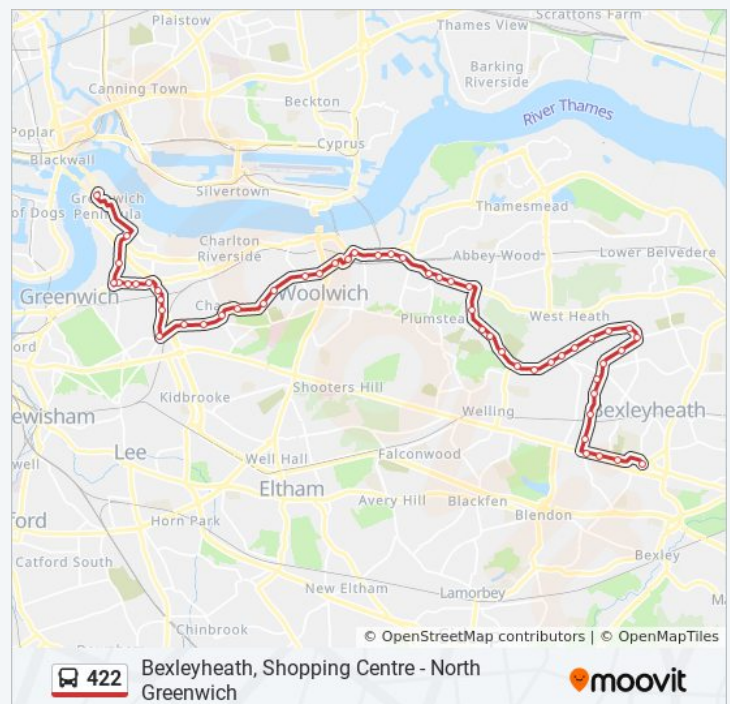 Plaistow
Thames View
Scrattons Farm
Barking
Riverside
Canning Town
Beckton
River Thames
Poplar
Cyprus
Blackwall
Silvertown
Greenwich
Peninsula
of Dogs
Thamesmead
Charlton
Riverside
Abbey Wood
Lower Belvedere
Greenwich
Woolwich
Plumstead
West Heath
ord
Kidbrooke
Shooters Hill
Bexleyheath
ewisham
Welling
Lee
Well Hall
Falconwood
well
Eltham
Avery Hill
Blackfen
Blendon
ford
Horn Park
Catford South
Bexley
New Eltham
Lamorbey
Chinbrook
© OpenStreetMap contributors | © OpenMapTiles
422
Bexleyheath, Shopping Centre - North
Greenwich
moovit